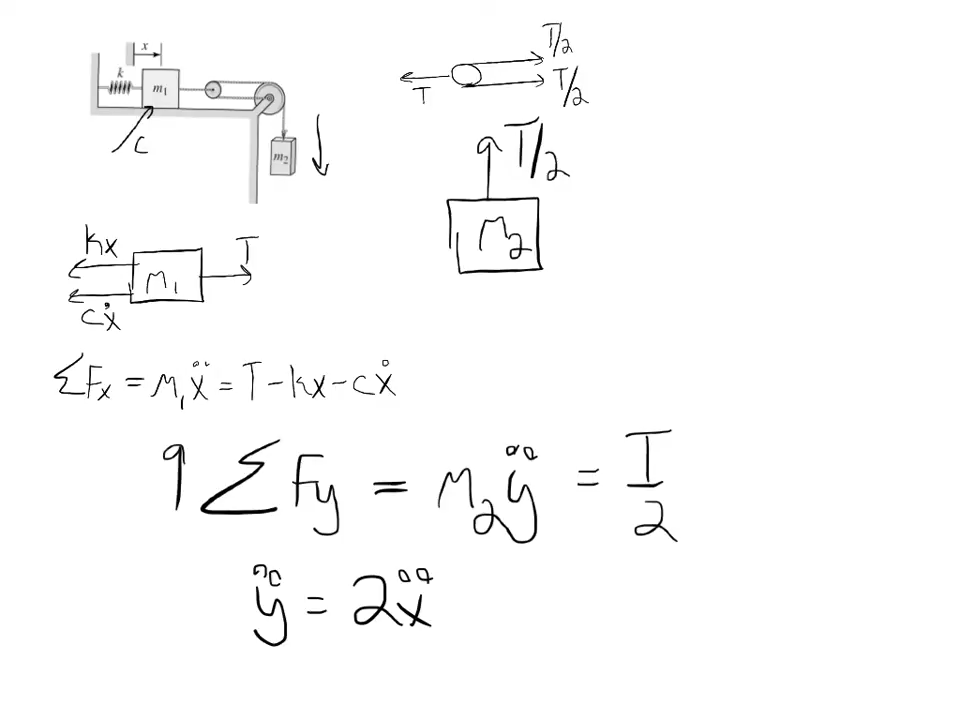 x
k
m₁
m₂
C
T/2
T
T/2
T/2
M₂
kx
T
M₁
cẋ
ΣFₓ = M₁ẍ = T − kx − cẋ
↑ΣFy = M₂ÿ = T/2
ÿ = 2ẍ